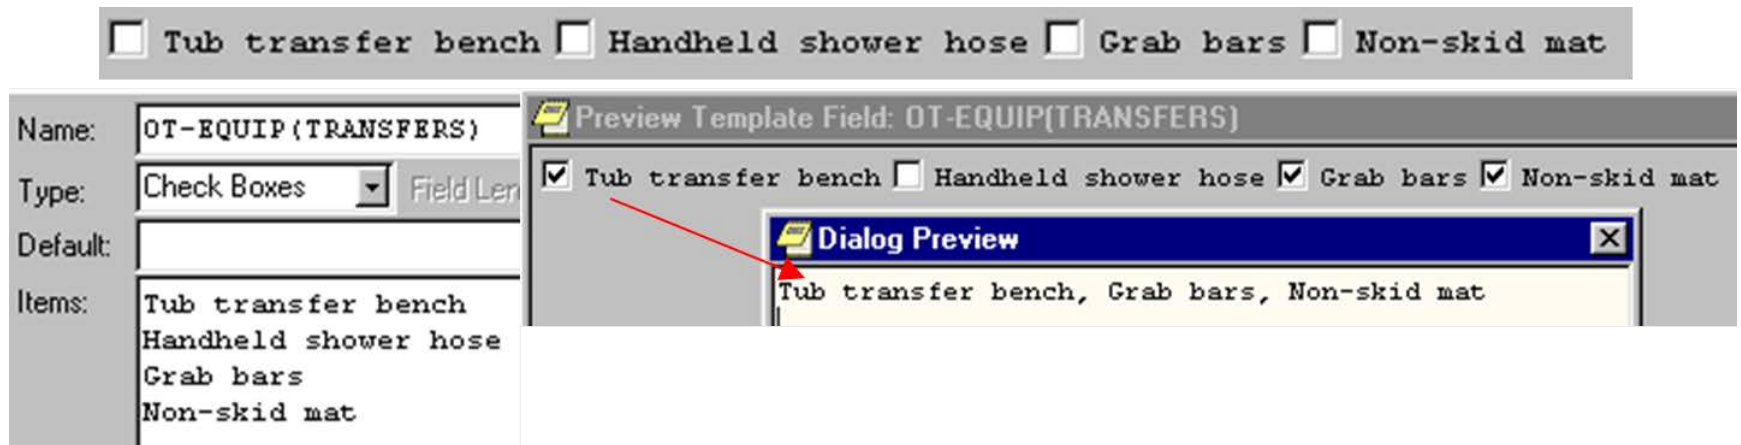 Tub transfer bench Handheld shower hose Grab bars Non-skid mat
Name: OT-EQUIP(TRANSFERS)
Type: Check Boxes Field Len
Default:
Items: Tub transfer bench
Handheld shower hose
Grab bars
Non-skid mat
Preview Template Field: OT-EQUIP(TRANSFERS)
Tub transfer bench Handheld shower hose Grab bars Non-skid mat
Dialog Preview
Tub transfer bench, Grab bars, Non-skid mat